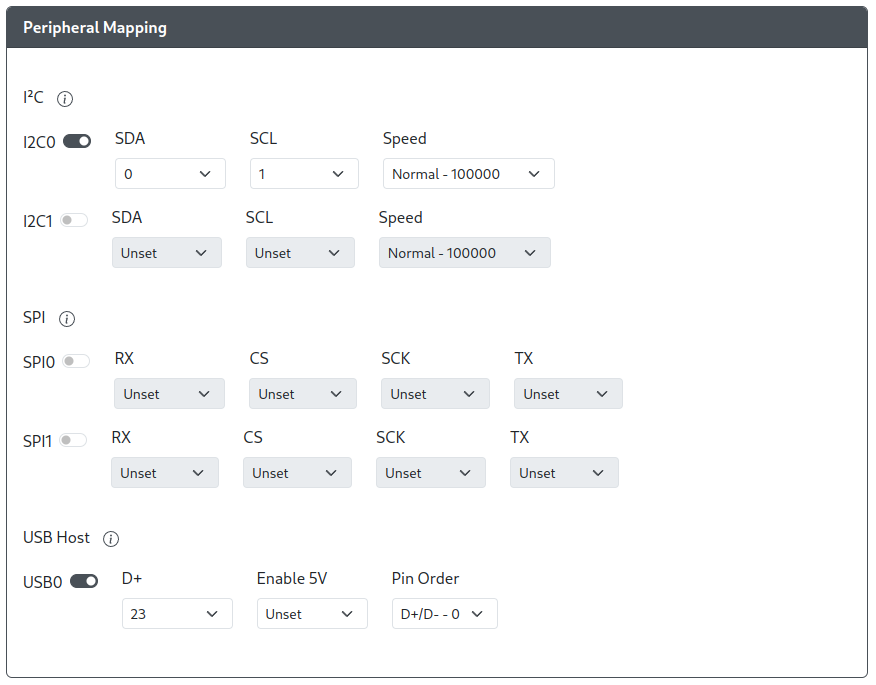 Peripheral Mapping
I²C
I2C0 SDA SCL Speed
0 1 Normal - 100000
I2C1 SDA SCL Speed
Unset Unset Normal - 100000
SPI
SPI0 RX CS SCK TX
Unset Unset Unset Unset
SPI1 RX CS SCK TX
Unset Unset Unset Unset
USB Host
USB0 D+ Enable 5V Pin Order
23 Unset D+/D- - 0